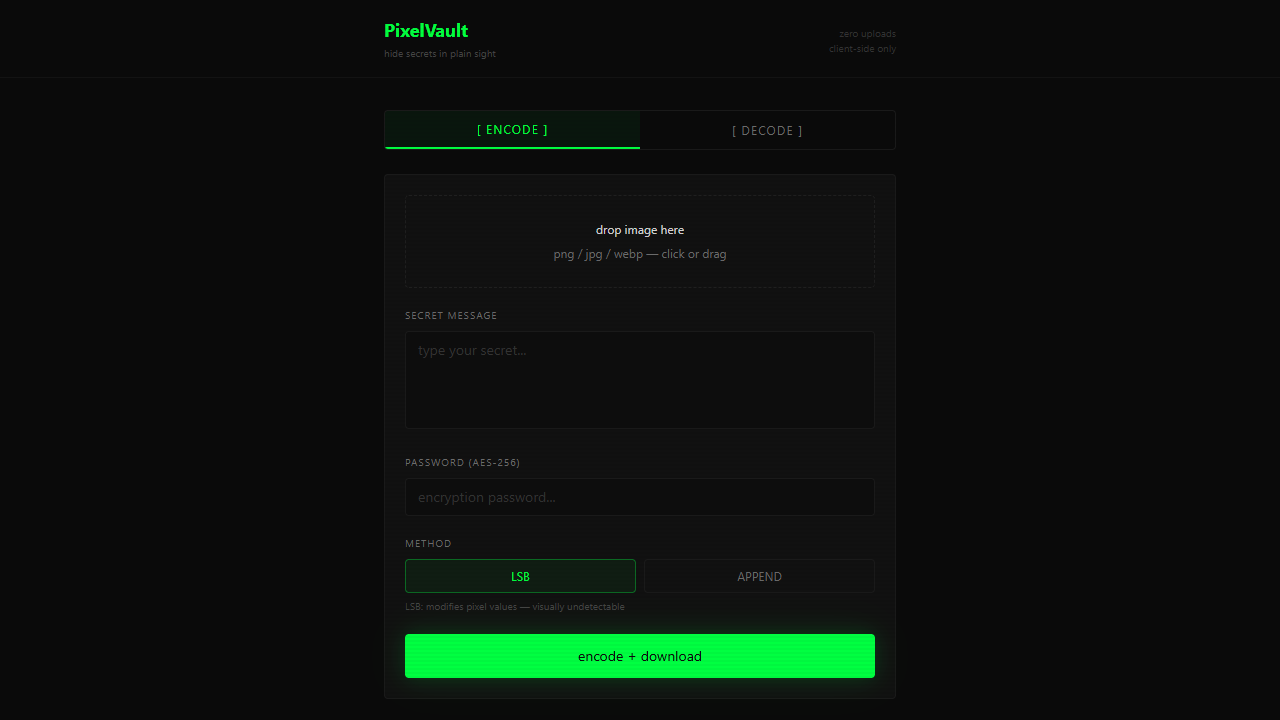 PixelVault
hide secrets in plain sight
zero uploads
client-side only
[ ENCODE ]
[ DECODE ]
drop image here
png / jpg / webp — click or drag
SECRET MESSAGE
type your secret...
PASSWORD (AES-256)
encryption password...
METHOD
LSB
APPEND
LSB: modifies pixel values — visually undetectable
encode + download